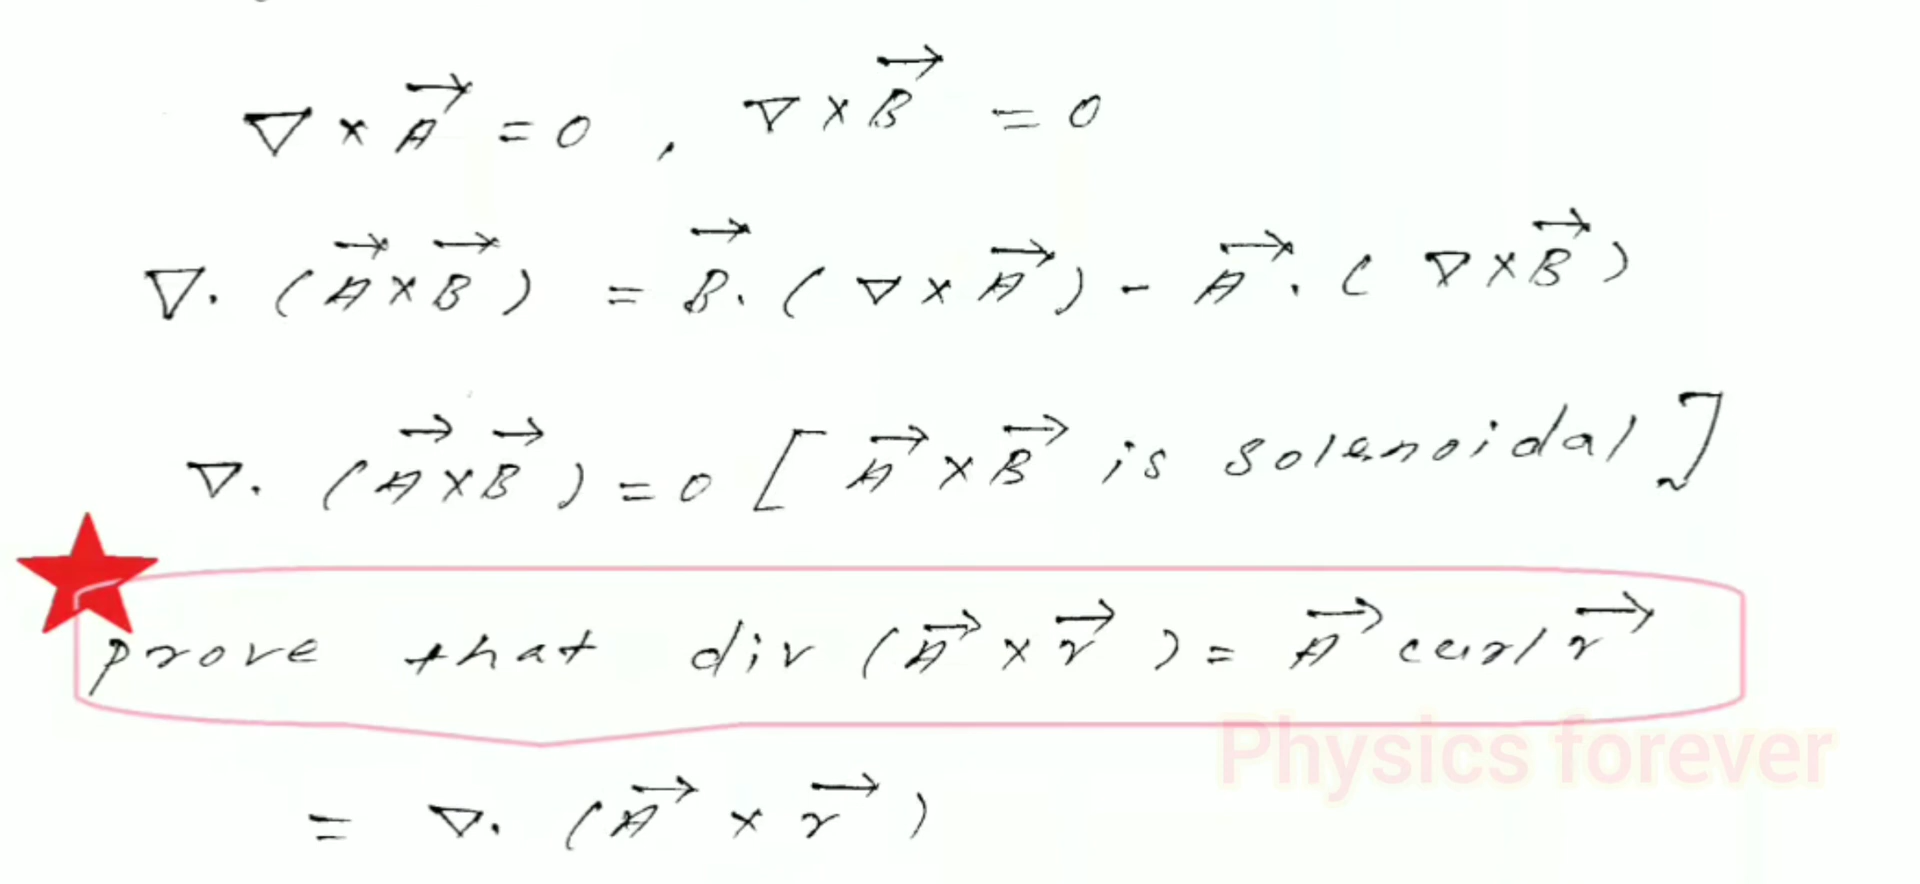 ∇ × A⃗ = 0 , ∇ × B⃗ = 0
∇. (A⃗ × B⃗) = B⃗. (∇ × A⃗) - A⃗. (∇ × B⃗)
∇. (A⃗ × B⃗) = 0 [A⃗ × B⃗ is solenoidal]
prove that div (A⃗ × r⃗) = A⃗ curl r⃗
Physics forever
= ∇. (A⃗ × r⃗)